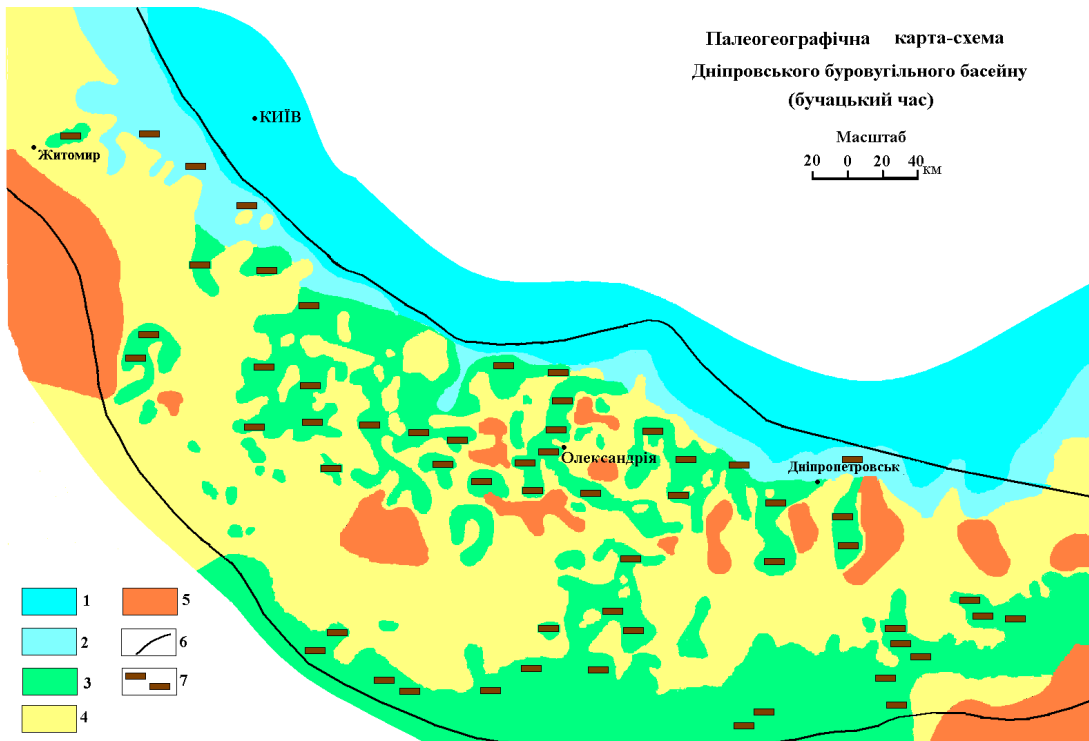 Палеогеографічна карта-схема
Дніпровського буровугільного басейну
(бучацький час)
Масштаб
20 0 20 40 км
КИЇВ
Житомир
Олександрія
Дніпропетровськ
1 5
2 6
3 7
4